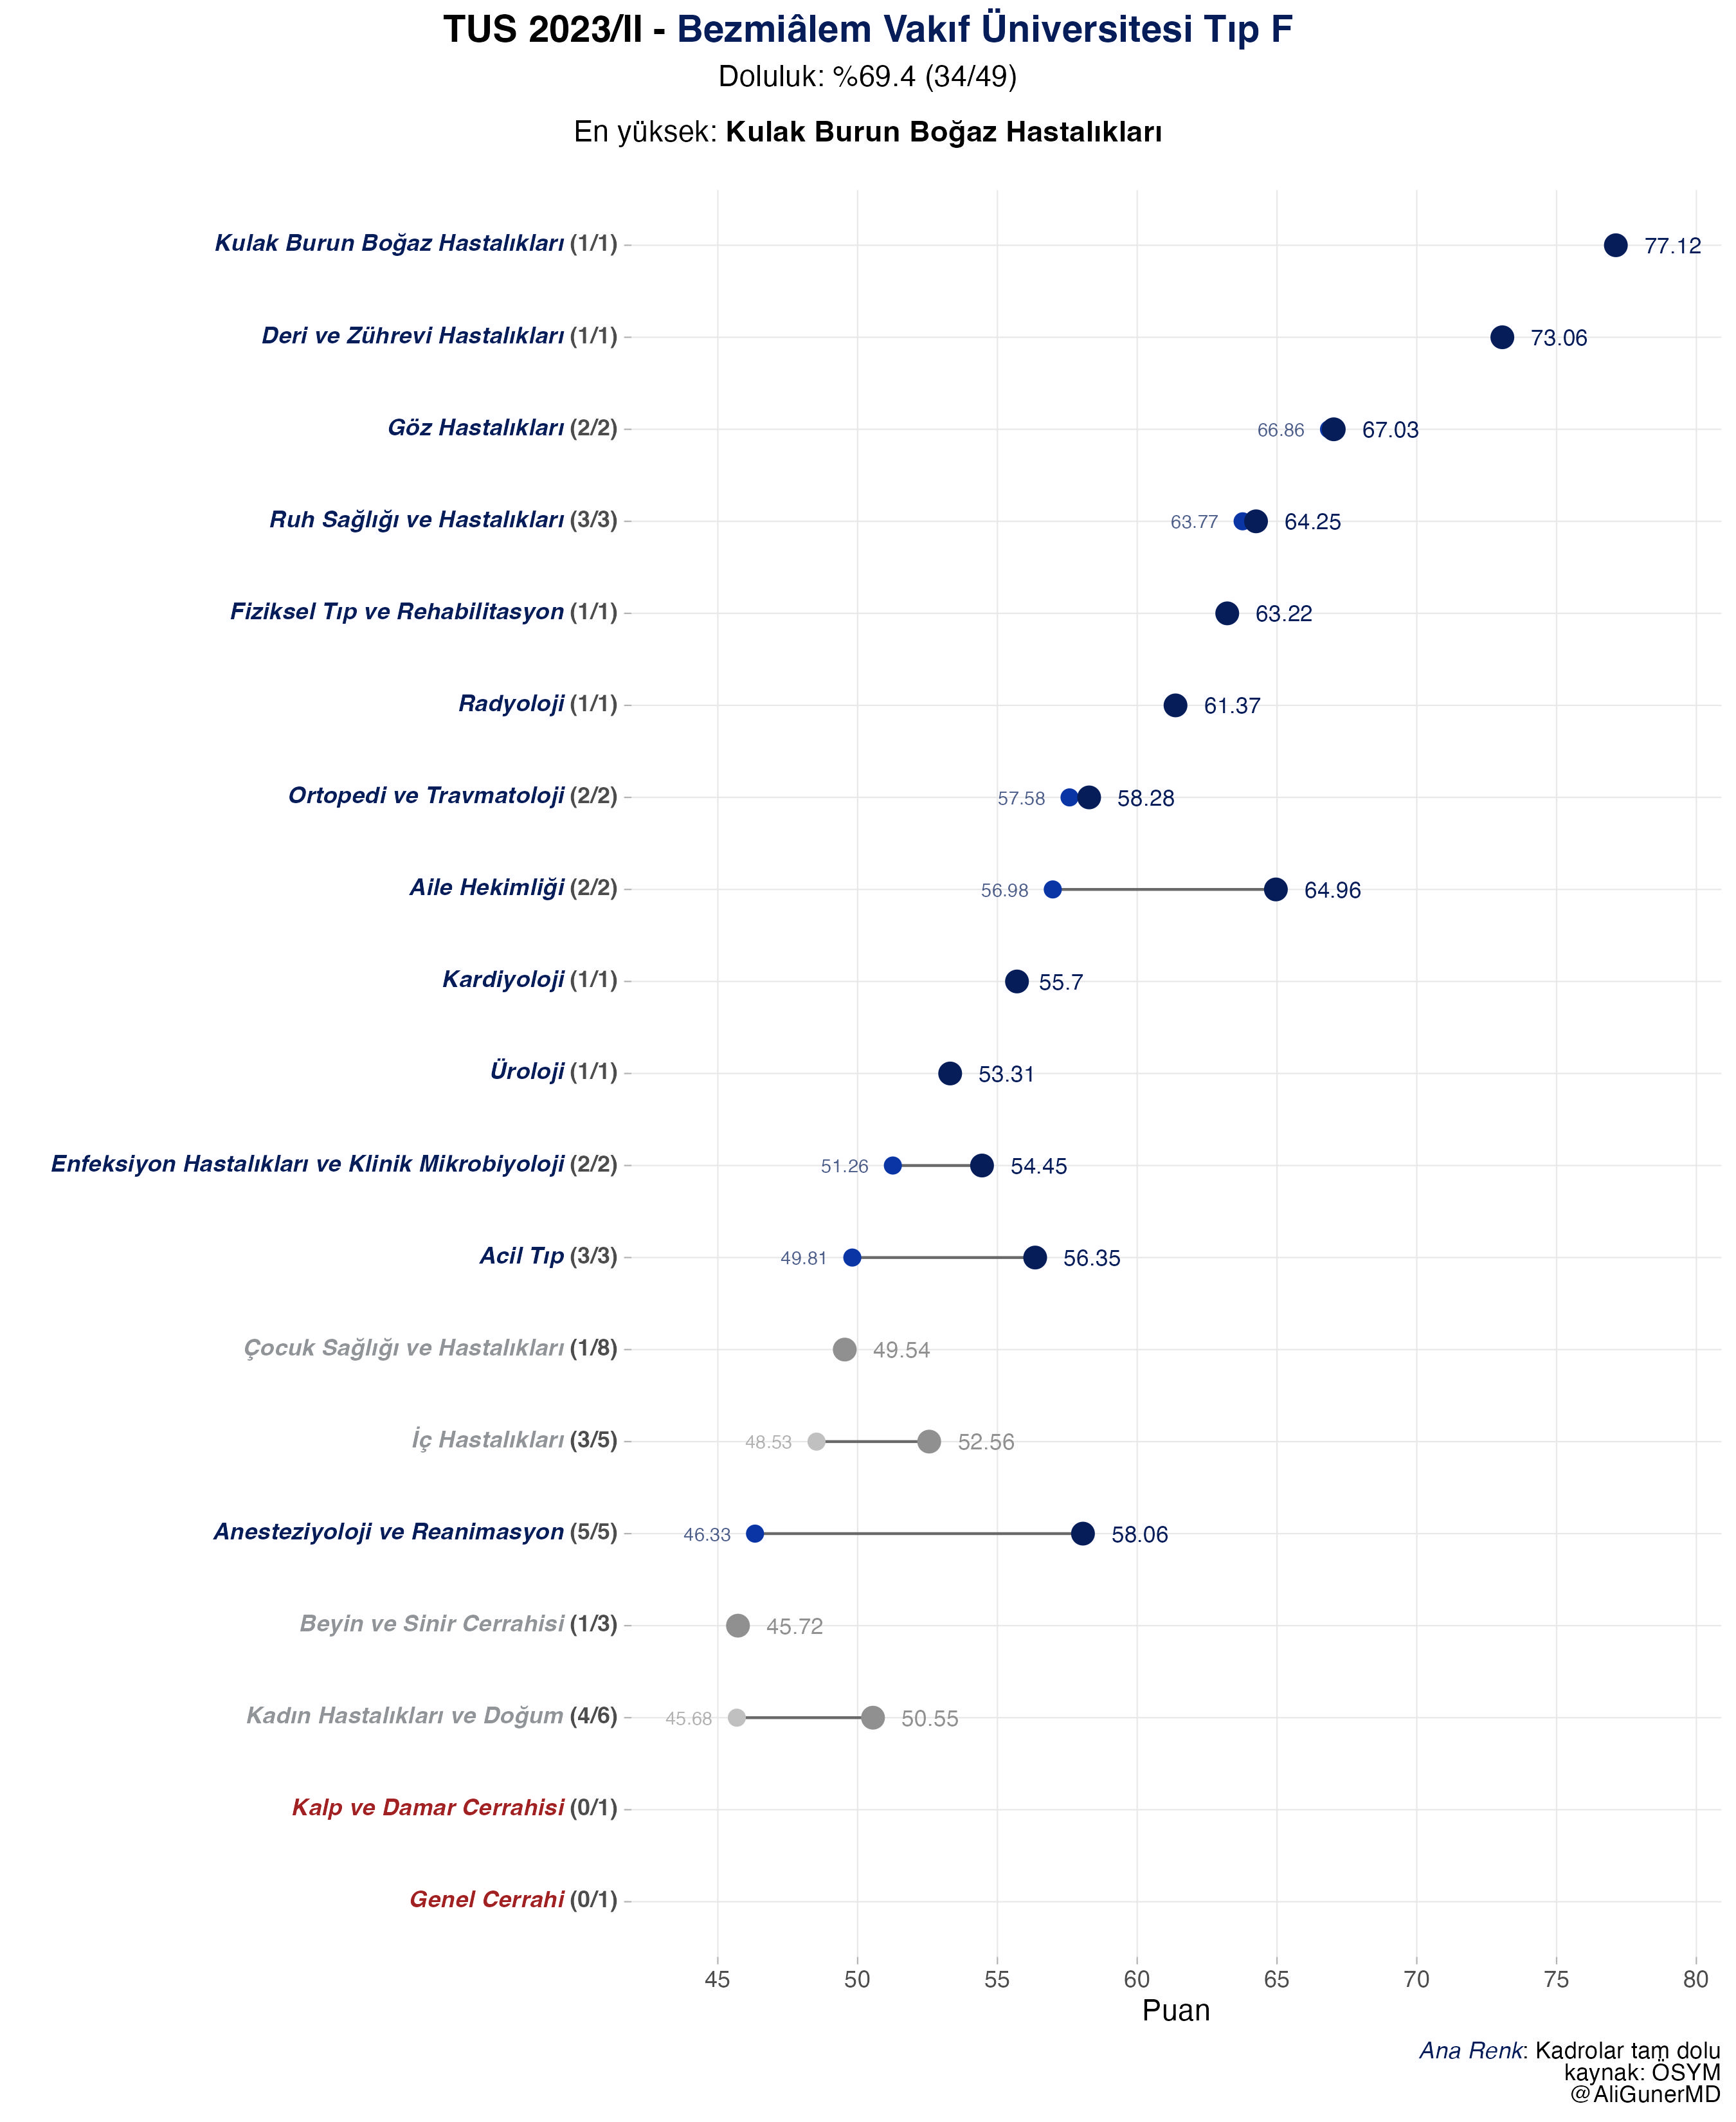 TUS 2023/II - Bezmiâlem Vakıf Üniversitesi Tıp F
Doluluk: %69.4 (34/49)
En yüksek: Kulak Burun Boğaz Hastalıkları
Kulak Burun Boğaz Hastalıkları (1/1) 77.12
Deri ve Zührevi Hastalıkları (1/1) 73.06
Göz Hastalıkları (2/2) 66.86 67.03
Ruh Sağlığı ve Hastalıkları (3/3) 63.77 64.25
Fiziksel Tıp ve Rehabilitasyon (1/1) 63.22
Radyoloji (1/1) 61.37
Ortopedi ve Travmatoloji (2/2) 57.58 58.28
Aile Hekimliği (2/2) 56.98 64.96
Kardiyoloji (1/1) 55.7
Üroloji (1/1) 53.31
Enfeksiyon Hastalıkları ve Klinik Mikrobiyoloji (2/2) 51.26 54.45
Acil Tıp (3/3) 49.81 56.35
Çocuk Sağlığı ve Hastalıkları (1/8) 49.54
İç Hastalıkları (3/5) 48.53 52.56
Anesteziyoloji ve Reanimasyon (5/5) 46.33 58.06
Beyin ve Sinir Cerrahisi (1/3) 45.72
Kadın Hastalıkları ve Doğum (4/6) 45.68 50.55
Kalp ve Damar Cerrahisi (0/1)
Genel Cerrahi (0/1)
45 50 55 60 65 70 75 80
Puan
Ana Renk: Kadrolar tam dolu
kaynak: ÖSYM
@AliGunerMD